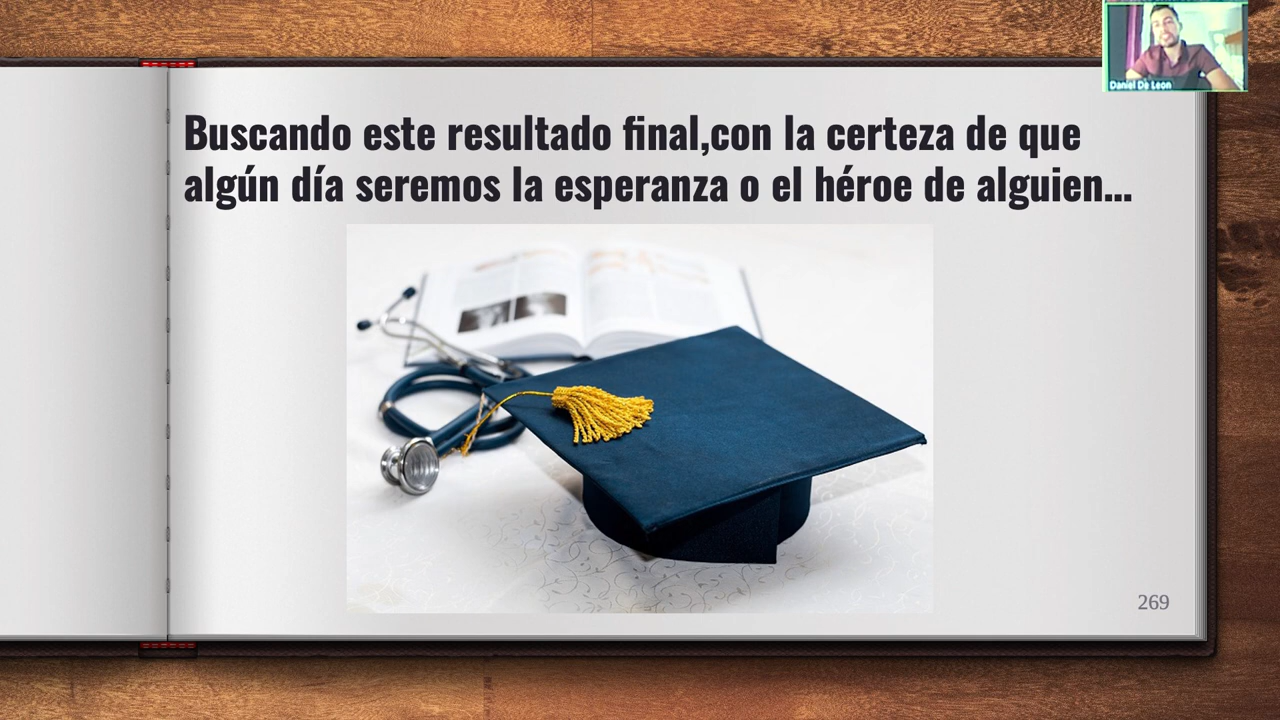 Daniel De Leon
Buscando este resultado final,con la certeza de que
algún día seremos la esperanza o el héroe de alguien...
269